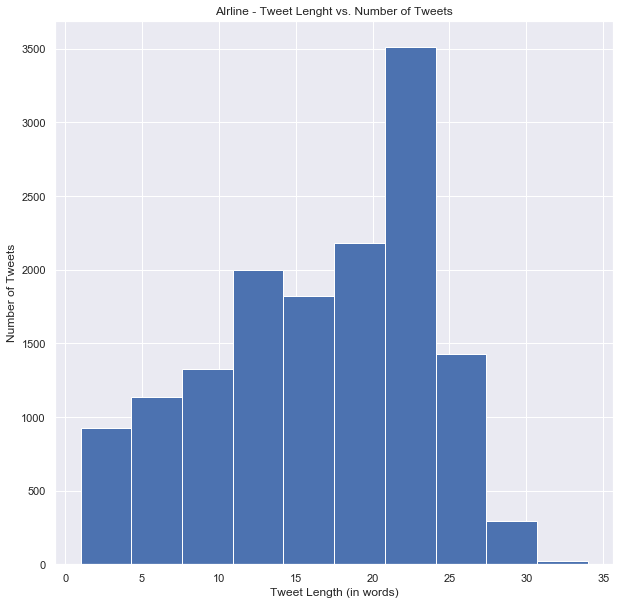 AIrline - Tweet Lenght vs. Number of Tweets
3500
3000
2500
2000
1500
1000
500
0
Number of Tweets
0 5 10 15 20 25 30 35
Tweet Length (in words)